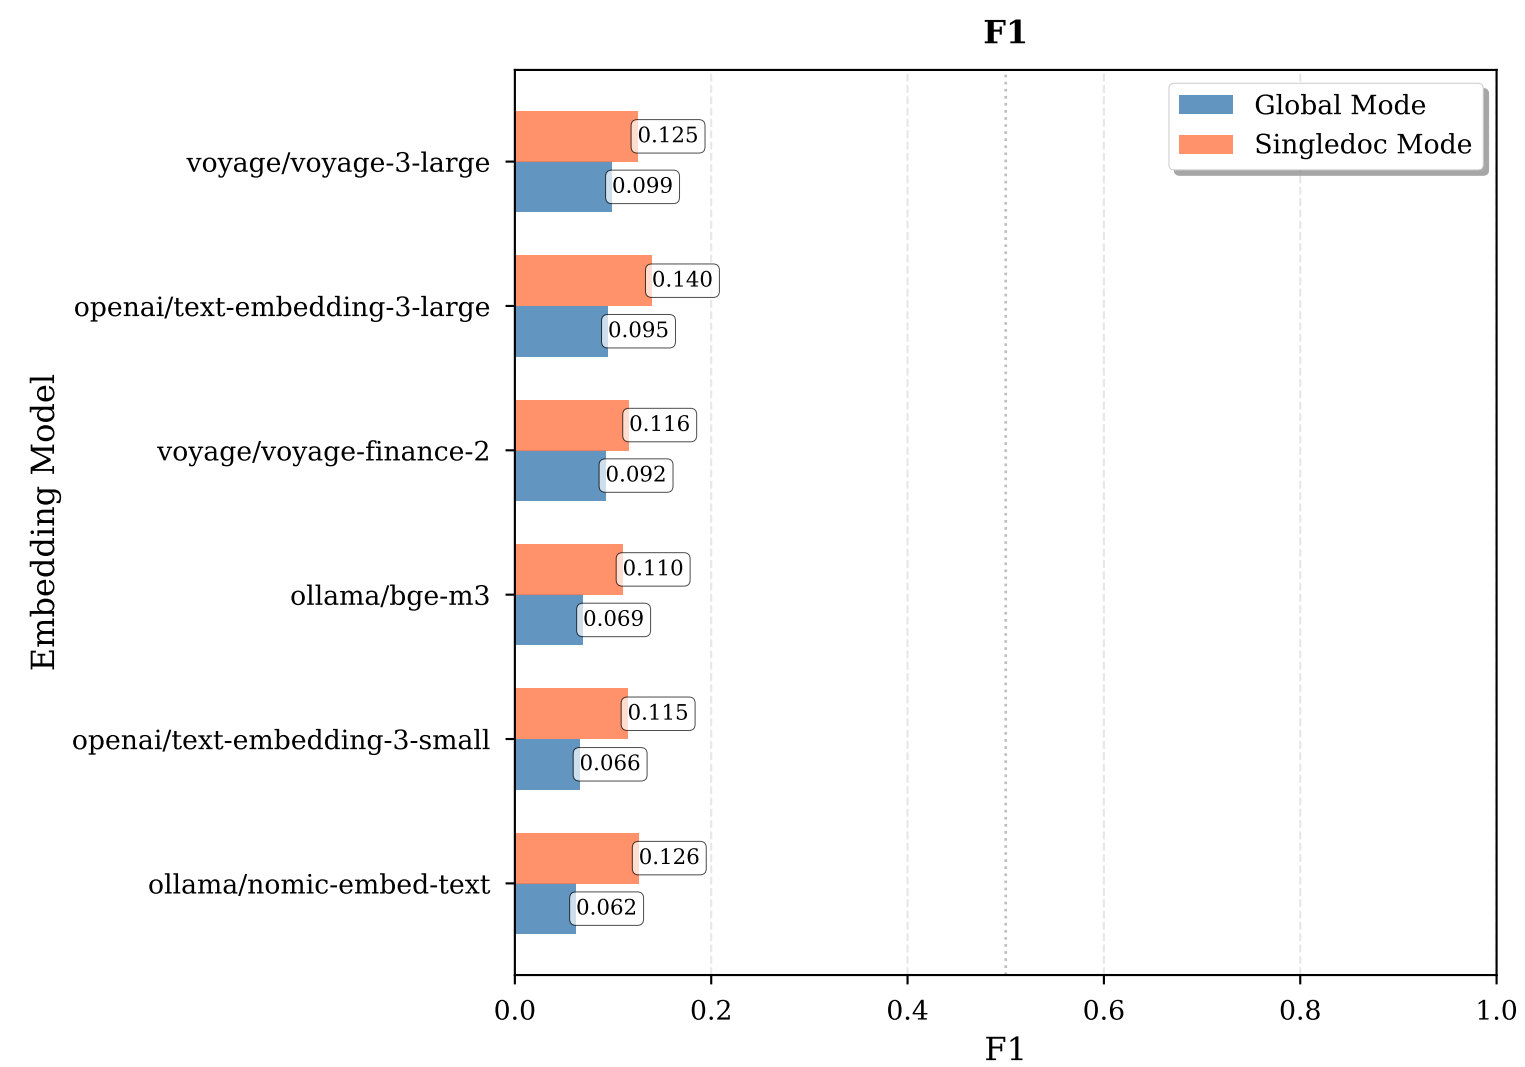 F1
Global Mode
Singledoc Mode
voyage/voyage-3-large
0.125
0.099
openai/text-embedding-3-large
0.140
0.095
voyage/voyage-finance-2
0.116
0.092
ollama/bge-m3
0.110
0.069
openai/text-embedding-3-small
0.115
0.066
ollama/nomic-embed-text
0.126
0.062
Embedding Model
0.0 0.2 0.4 0.6 0.8 1.0
F1